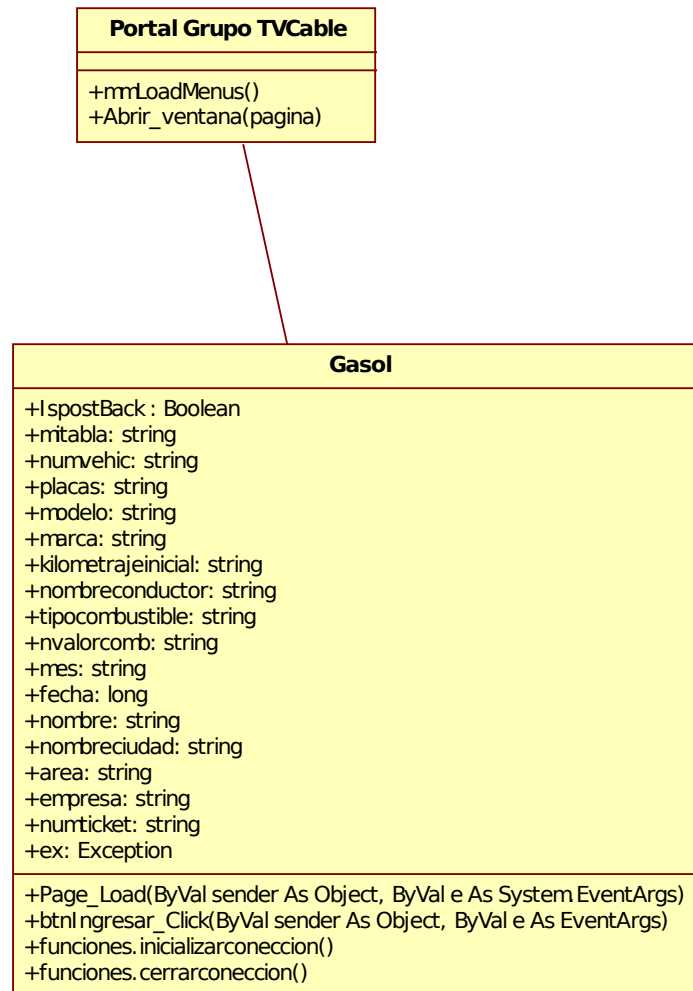 Portal Grupo TVCable
+mmLoadMenus()
+Abrir_ventana(pagina)
Gasol
+IspostBack : Boolean
+mitabla: string
+numvehic: string
+placas: string
+modelo: string
+marca: string
+kilometrajeinicial: string
+nombreconductor: string
+tipocombustible: string
+nvalorcomb: string
+mes: string
+fecha: long
+nombre: string
+nombreciudad: string
+area: string
+empresa: string
+numticket: string
+ex: Exception
+Page_Load(ByVal sender As Object, ByVal e As System.EventArgs)
+btnIngresar_Click(ByVal sender As Object, ByVal e As EventArgs)
+funciones.inicializarconeccion()
+funciones.cerrarconeccion()